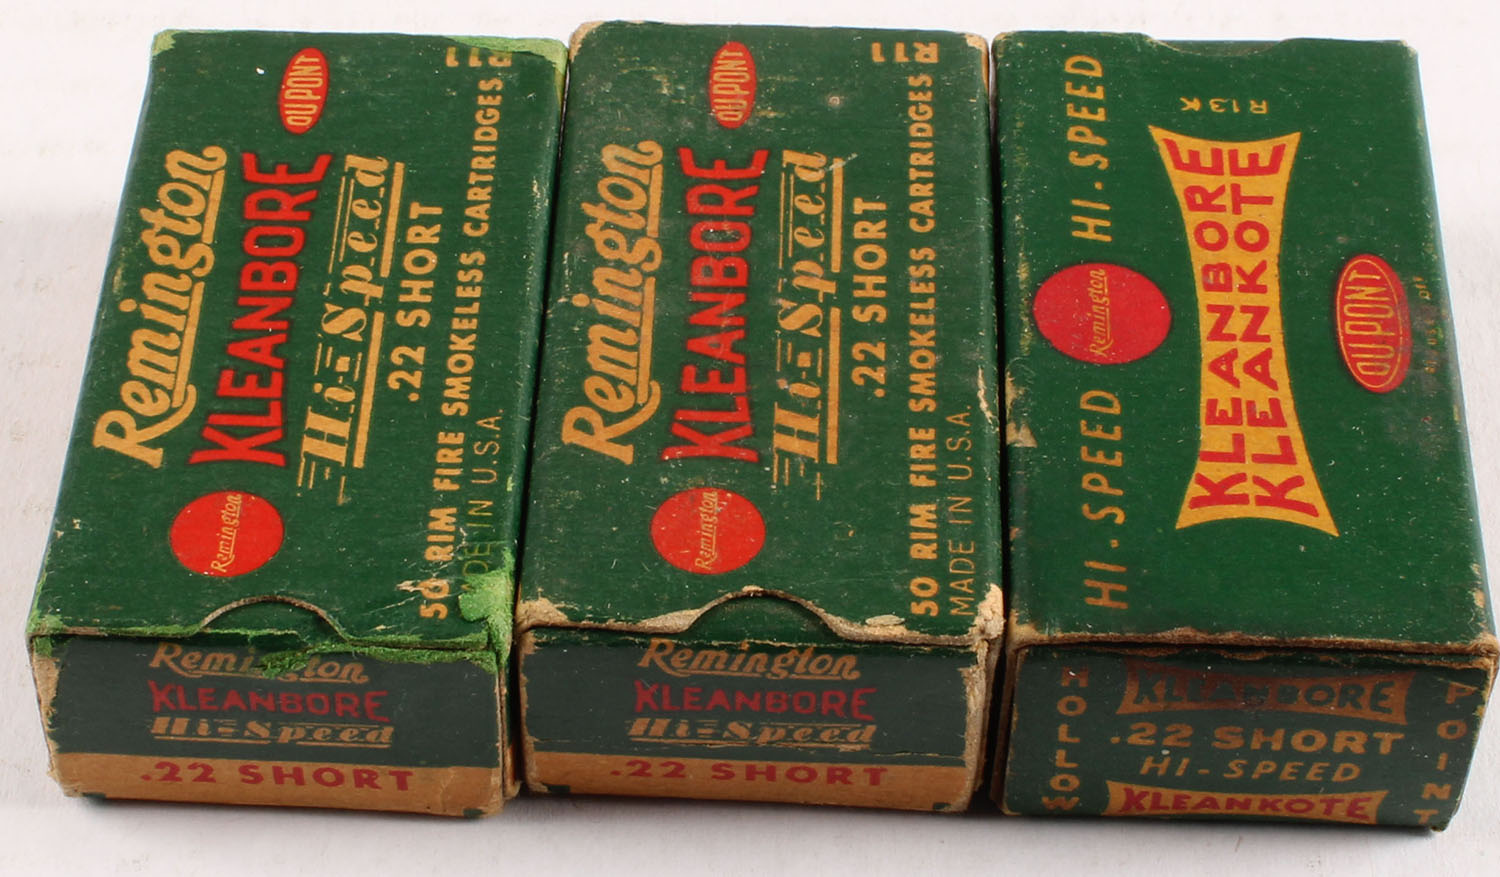 DUPONT
Remington
KLEANBORE
Hi-Speed
.22 SHORT
50 RIM FIRE SMOKELESS CARTRIDGES
IN U.S.A.
Remington
Remington
KLEANBORE
Hi-Speed
.22 SHORT
DUPONT
R11
Remington
KLEANBORE
Hi-Speed
.22 SHORT
50 RIM FIRE SMOKELESS CARTRIDGES
MADE IN U.S.A.
Remington
Remington
KLEANBORE
Hi-Speed
.22 SHORT
HI-SPEED HI-SPEED HI-SPEED
R13K
Remington
KLEANBORE
KLEANKOTE
DUPONT
HOLLOW
KLEANBORE
.22 SHORT
HI-SPEED
KLEANKOTE
POINT